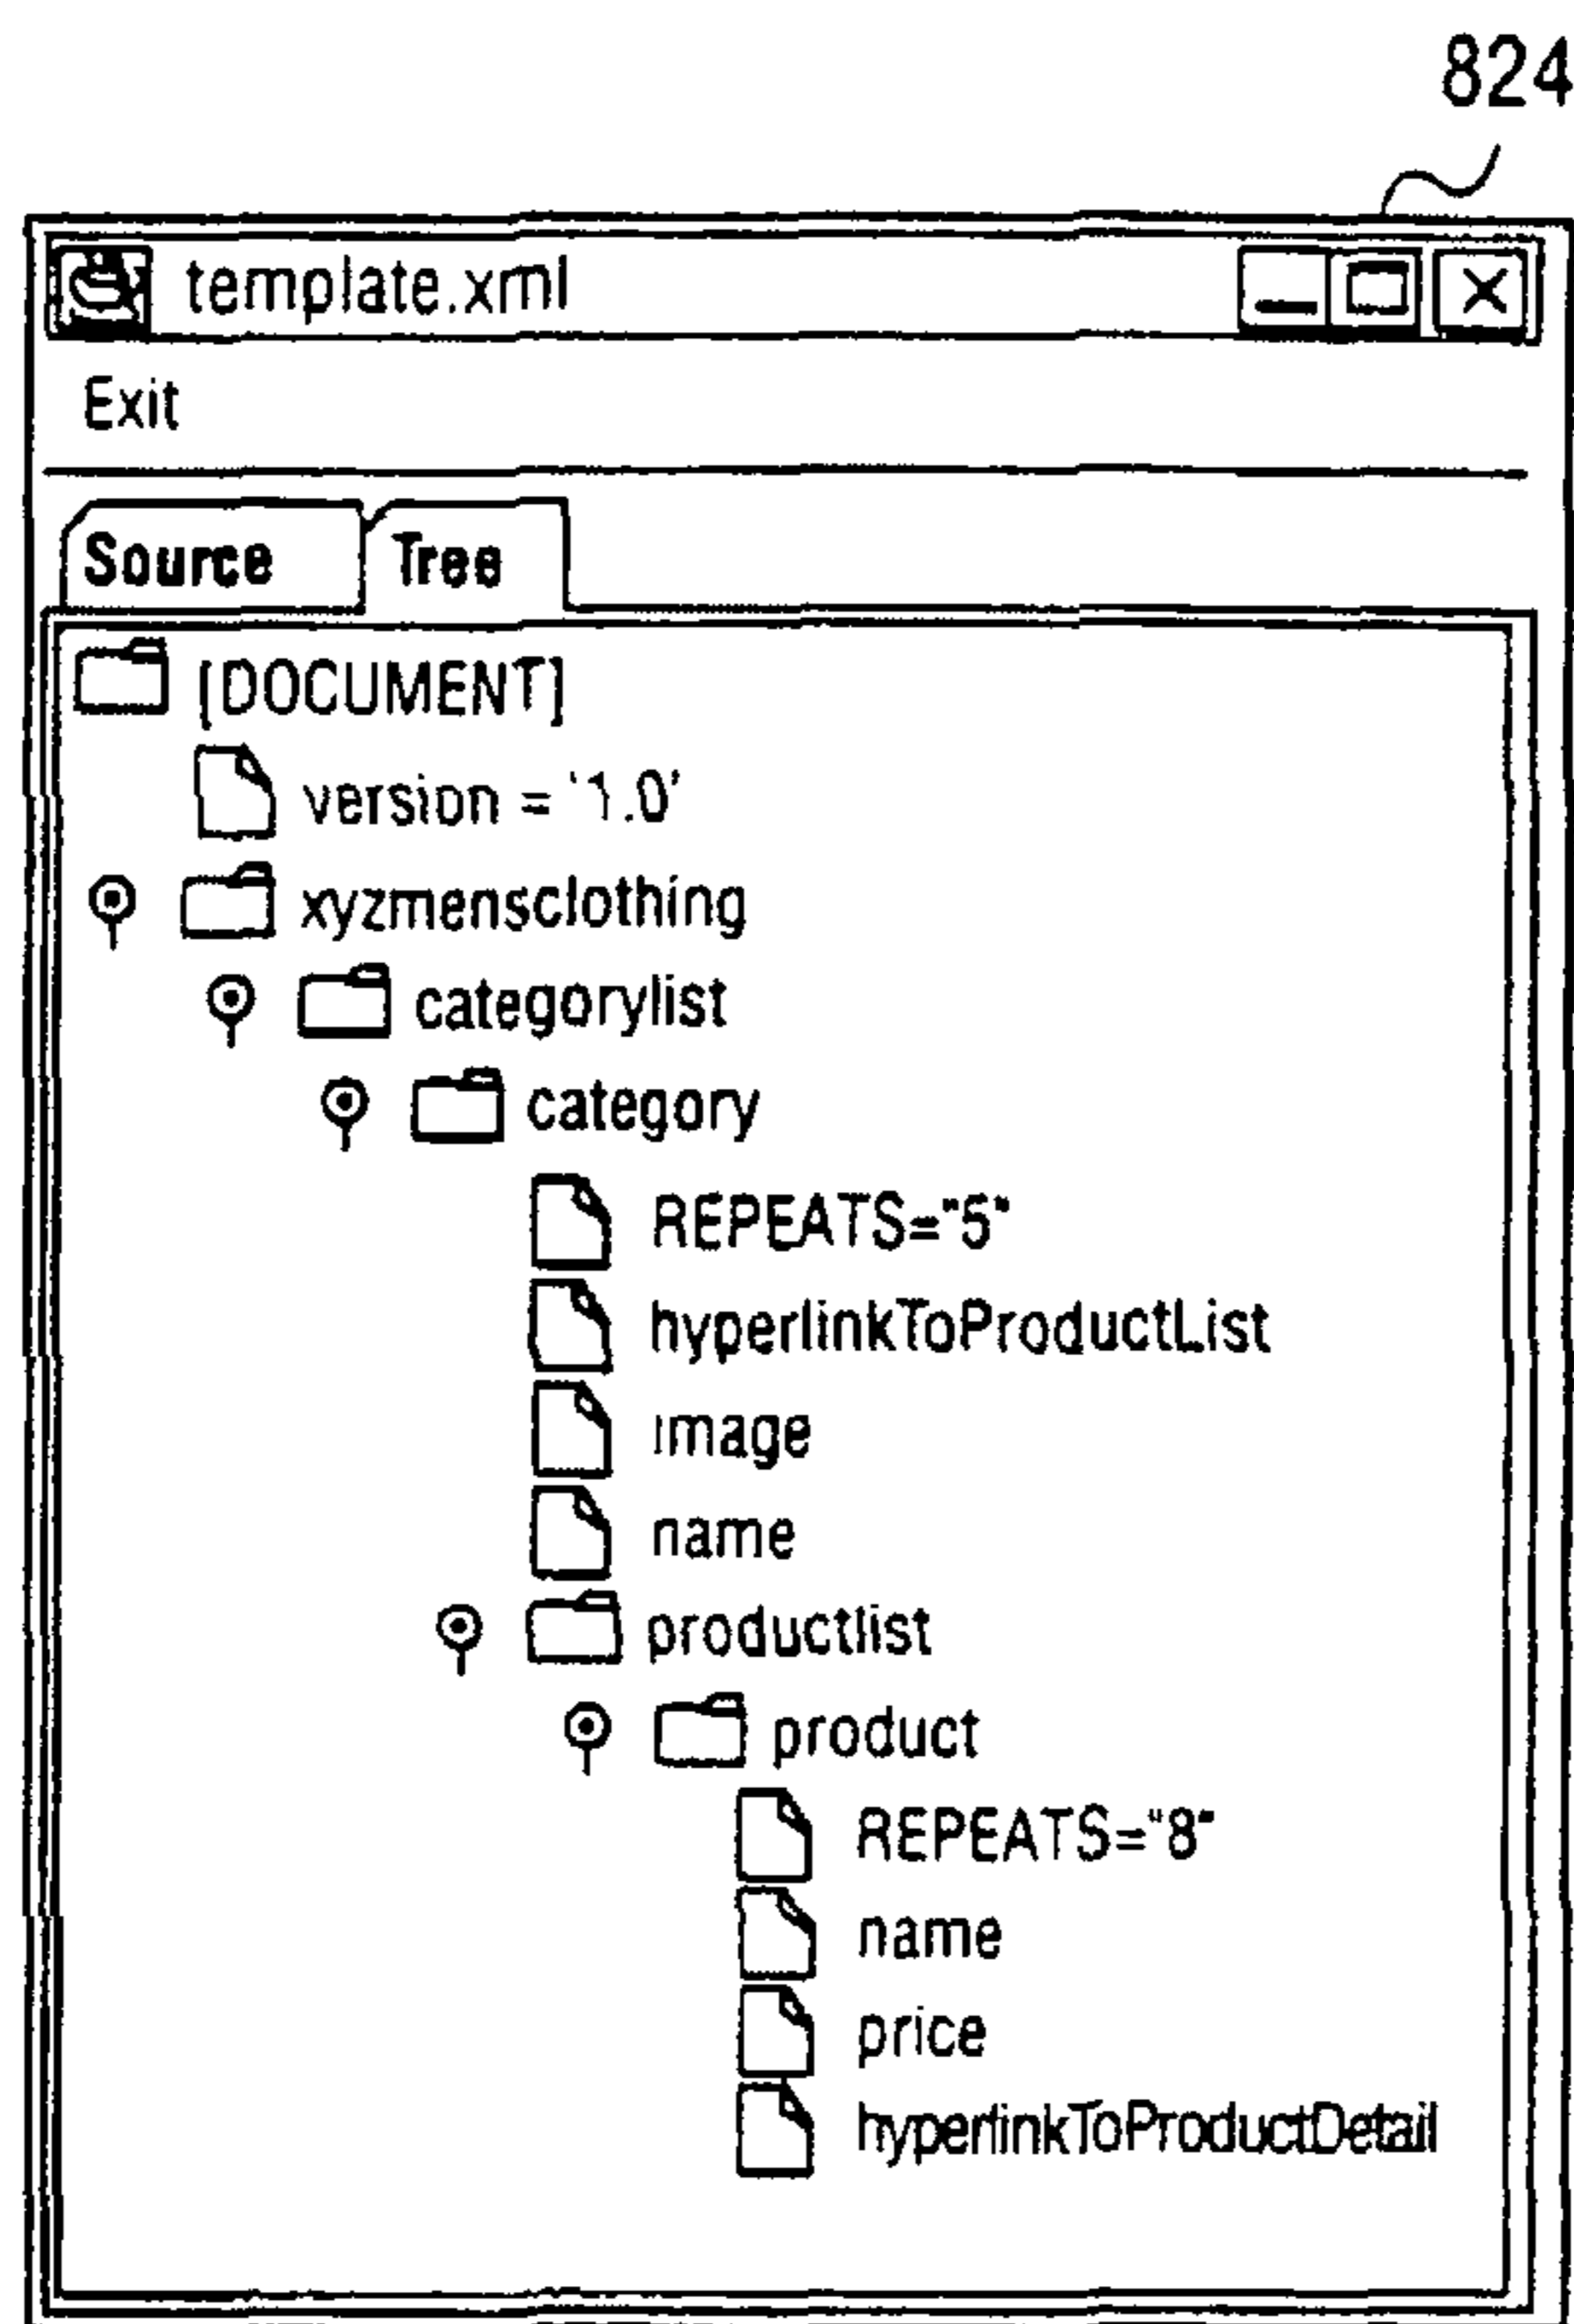 824
template.xml
Exit
Source Tree
[DOCUMENT]
version = '1.0'
xyzmensclothing
categorylist
category
REPEATS="5"
hyperlinkToProductList
image
name
productlist
product
REPEATS="8"
name
price
hyperlinkToProductDetail